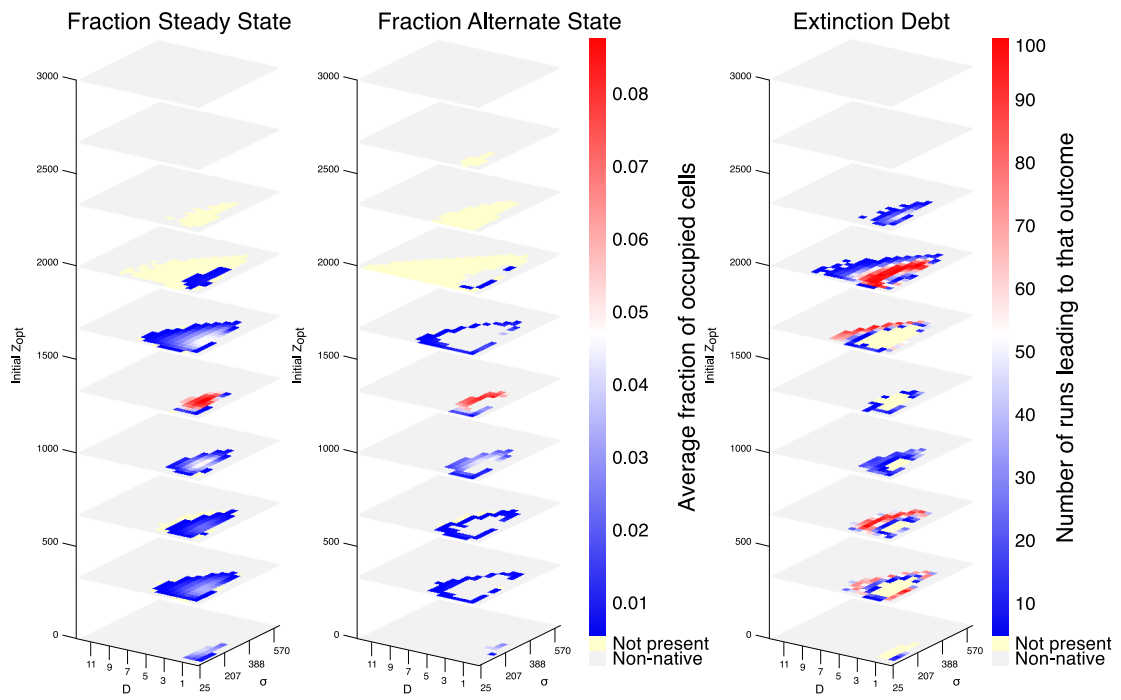 Fraction Steady State
Fraction Alternate State
Extinction Debt
3000
2500
2000
1500
1000
500
0
Initial Zopt
11 9 7 5 3 1
D
25 207 388 570
σ
3000
2500
2000
1500
1000
500
0
Initial Zopt
11 9 7 5 3 1
D
25 207 388 570
σ
0.08
0.07
0.06
0.05
0.04
0.03
0.02
0.01
Not present
Non-native
Average fraction of occupied cells
3000
2500
2000
1500
1000
500
0
Initial Zopt
11 9 7 5 3 1
D
25 207 388 570
σ
100
90
80
70
60
50
40
30
20
10
Not present
Non-native
Number of runs leading to that outcome